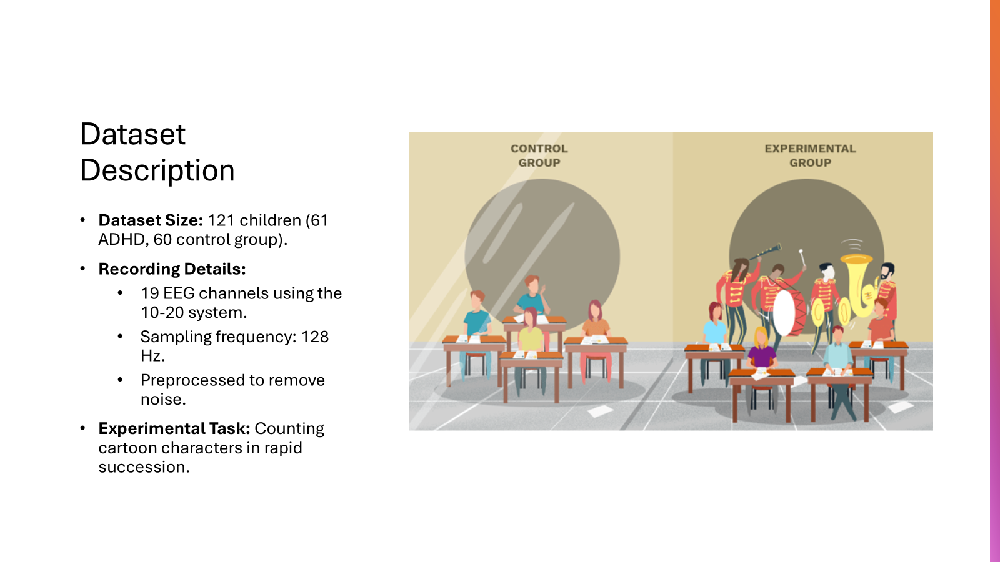 Dataset
Description
• Dataset Size: 121 children (61
ADHD, 60 control group).
• Recording Details:
• 19 EEG channels using the
10-20 system.
• Sampling frequency: 128
Hz.
• Preprocessed to remove
noise.
• Experimental Task: Counting
cartoon characters in rapid
succession.
CONTROL
GROUP
EXPERIMENTAL
GROUP